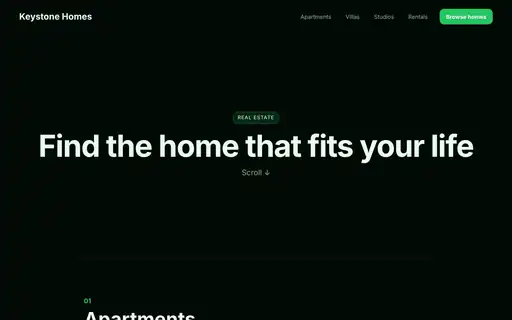 Keystone Homes
Apartments
Villas
Studios
Rentals
Browse homes
REAL ESTATE
Find the home that fits your life
Scroll ↓
01
Apartments